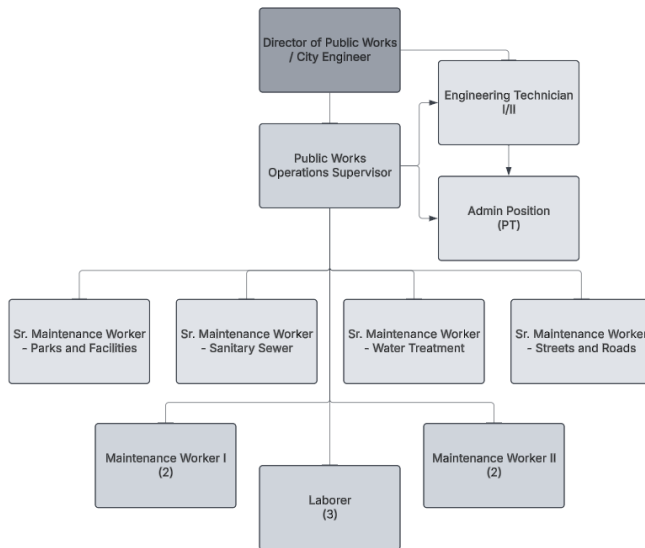 Director of Public Works
/ City Engineer
Engineering Technician
I/II
Public Works
Operations Supervisor
Admin Position
(PT)
Sr. Maintenance Worker
- Parks and Facilities
Sr. Maintenance Worker
- Sanitary Sewer
Sr. Maintenance Worker
- Water Treatment
Sr. Maintenance Worker
- Streets and Roads
Maintenance Worker I
(2)
Maintenance Worker II
(2)
Laborer
(3)